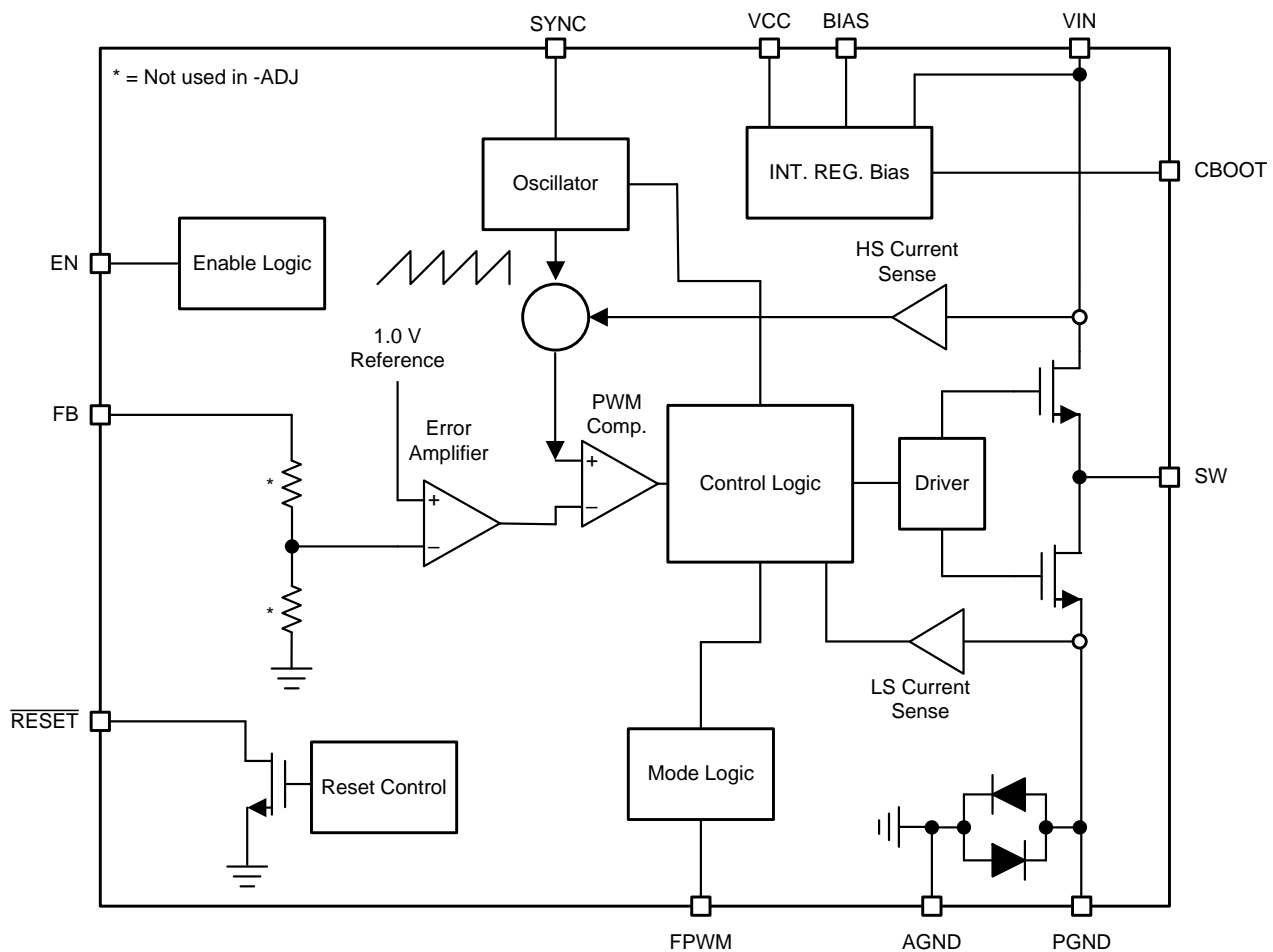 SYNC
VCC
BIAS
VIN
* = Not used in -ADJ
Oscillator
INT. REG. Bias
CBOOT
EN
Enable Logic
HS Current
Sense
1.0 V
Reference
FB
Error
Amplifier
PWM
Comp.
+
−
+
−
Control Logic
Driver
SW
*
*
LS Current
Sense
RESET
Reset Control
Mode Logic
FPWM
AGND
PGND